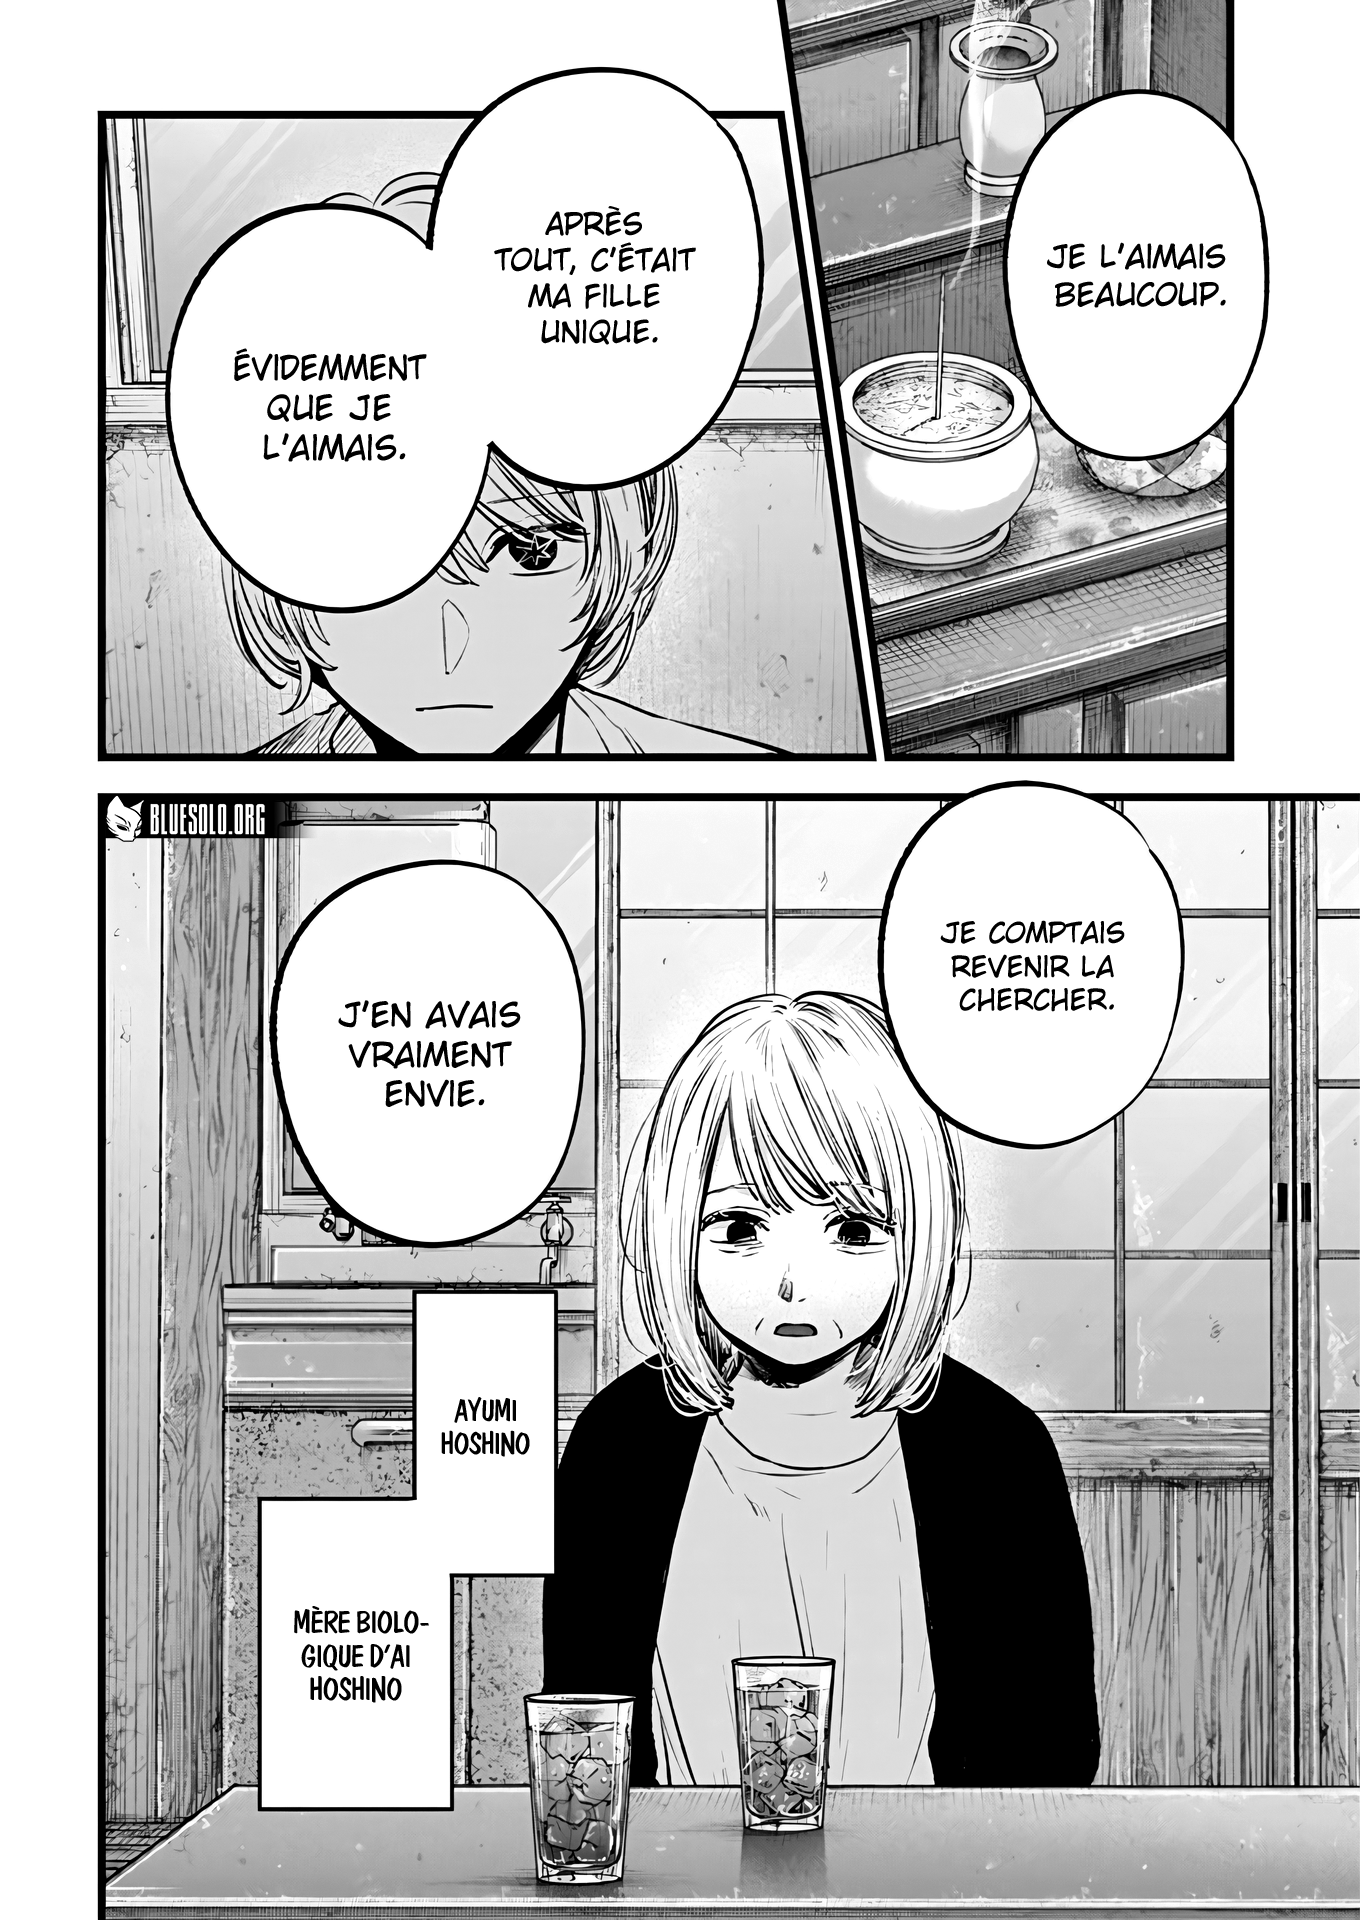 JE L'AIMAIS
BEAUCOUP.
APRÈS
TOUT, C'ÉTAIT
MA FILLE
UNIQUE.
ÉVIDEMMENT
QUE JE
L'AIMAIS.
BLUESOLO.ORG
JE COMPTAIS
REVENIR LA
CHERCHER.
J'EN AVAIS
VRAIMENT
ENVIE.
AYUMI
HOSHINO
MÈRE BIOLO-
GIQUE D'AI
HOSHINO